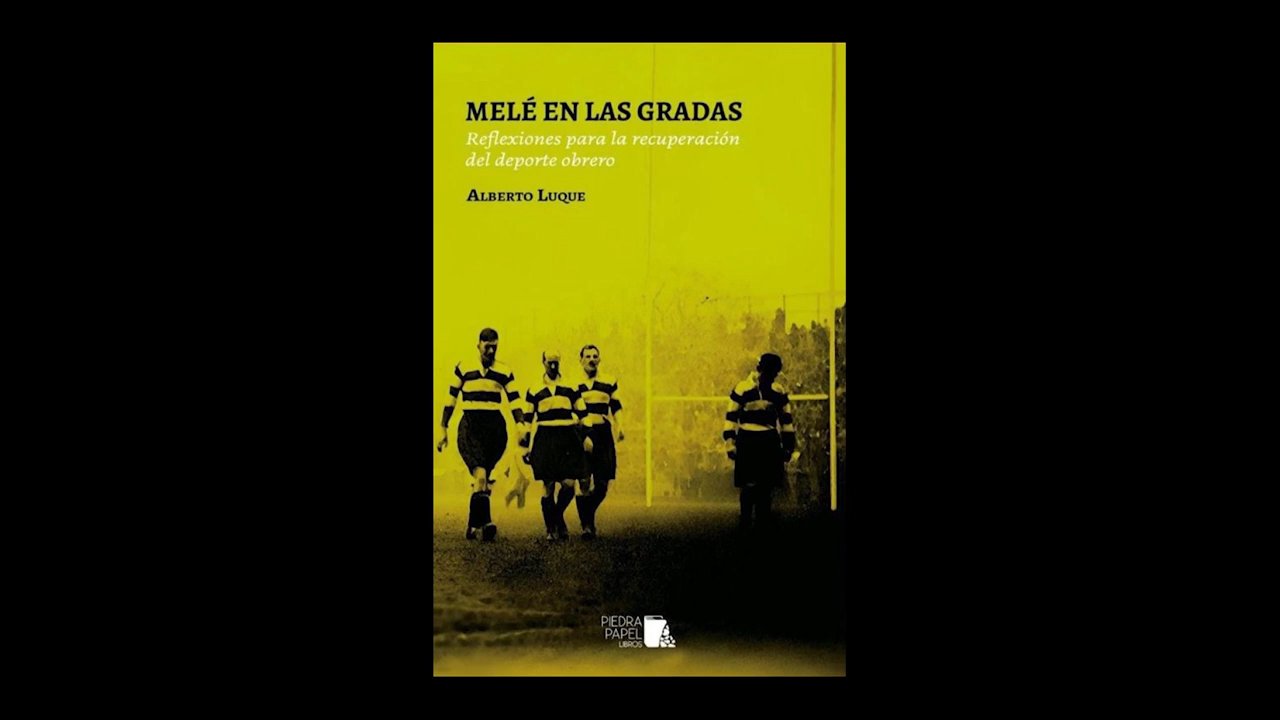 MELÉ EN LAS GRADAS
Reflexiones para la recuperación
del deporte obrero
ALBERTO LUQUE
PIEDRA
PAPEL
LIBROS